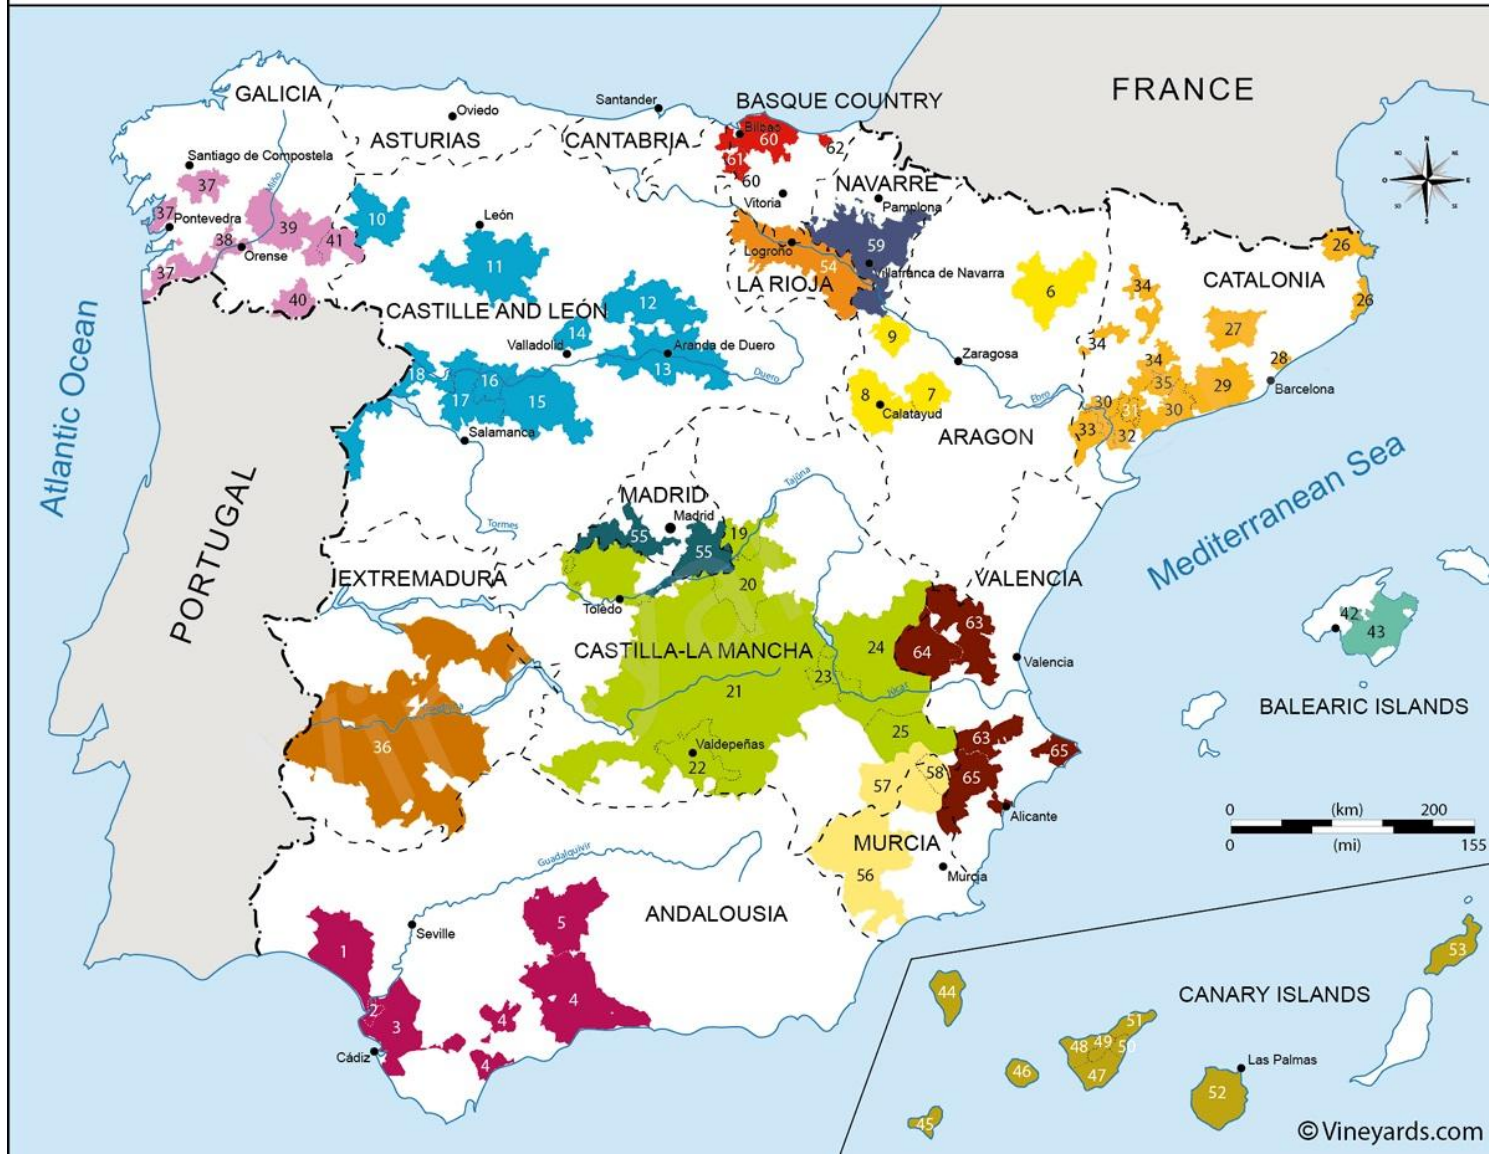 FRANCE
GALICIA
BASQUE COUNTRY
Santander
Oviedo
ASTURIAS
CANTABRIA
Bilbao
60
62
61
60
Santiago de Compostela
NAVARRE
Vitoria
Pamplona
37
Miño
10
León
37
Pontevedra
39
38
41
Orense
59
Logroño
54
Villafranca de Navarra
26
37
11
LA RIOJA
6
34
CATALONIA
26
40
12
CASTILLE AND LEÓN
14
Valladolid
Aranda de Duero
13
Duero
9
Zaragosa
34
27
34
28
Barcelona
18
16
17
15
8
7
Calatayud
Ebro
35
29
30
31
30
33
32
Salamanca
ARAGON
Atlantic Ocean
PORTUGAL
Mediterranean Sea
Tajúna
MADRID
Madrid
55
55
19
Tormes
EXTREMADURA
20
VALENCIA
Toledo
63
42
43
CASTILLA-LA MANCHA
24
64
Valencia
23
21
Júcar
BALEARIC ISLANDS
36
25
63
65
Valdepeñas
22
58
57
65
Alicante
0 (km) 200
0 (mi) 155
MURCIA
Guadalquivir
56
Murcia
ANDALOUSIA
5
Seville
1
53
4
44
CANARY ISLANDS
2
3
4
51
49
48
50
Cádiz
4
46
47
Las Palmas
52
45
N
E
S
O
NO
NE
SO
SE
© Vineyards.com